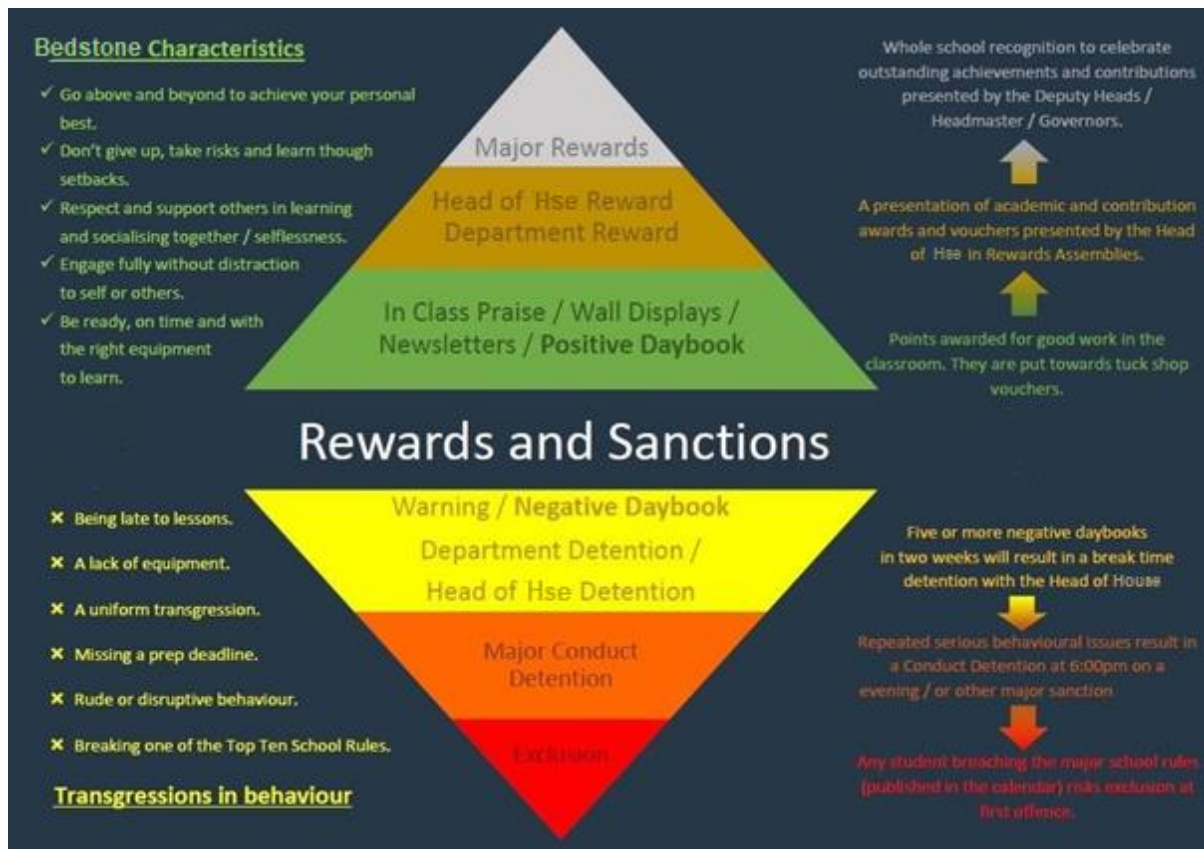 Bedstone Characteristics
✓ Go above and beyond to achieve your personal
best.
✓ Don't give up, take risks and learn though
setbacks.
✓ Respect and support others in learning
and socialising together / selflessness.
✓ Engage fully without distraction
to self or others.
✓ Be ready, on time and with
the right equipment
to learn.
Major Rewards
Head of Hse Reward
Department Reward
In Class Praise / Wall Displays /
Newsletters / Positive Daybook
Whole school recognition to celebrate
outstanding achievements and contributions
presented by the Deputy Heads /
Headmaster / Governors.
A presentation of academic and contribution
awards and vouchers presented by the Head
of Hse in Rewards Assemblies.
Points awarded for good work in the
classroom. They are put towards tuck shop
vouchers.
Rewards and Sanctions
× Being late to lessons.
× A lack of equipment.
× A uniform transgression.
× Missing a prep deadline.
× Rude or disruptive behaviour.
× Breaking one of the Top Ten School Rules.
Transgressions in behaviour
Warning / Negative Daybook
Department Detention /
Head of Hse Detention
Major Conduct
Detention
Exclusion
Five or more negative daybooks
in two weeks will result in a break time
detention with the Head of House
Repeated serious behavioural issues result in
a Conduct Detention at 6:00pm on a
evening / or other major sanction
Any student breaching the major school rules
(published in the calendar) risks exclusion at
first offence.